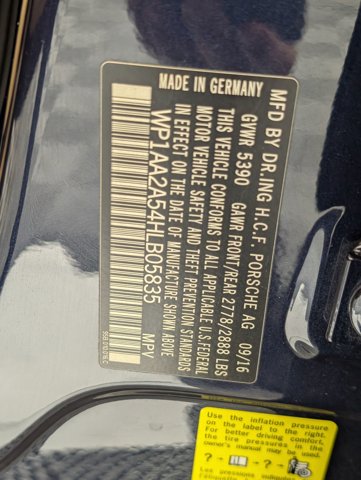 MFD BY DR.ING H.C.F. PORSCHE AG 09/16
GVWR 5390 GAWR FRONT/REAR 2778/2888 LBS
THIS VEHICLE CONFORMS TO ALL APPLICABLE U.S. FEDERAL
MOTOR VEHICLE SAFETY AND THEFT PREVENTION STANDARDS
IN EFFECT ON THE DATE OF MANUFACTURE
WP1AA2A54HLB05835 MPV
MADE IN GERMANY
Use the inflation pressure
on the label to the right.
For better driving comfort,
the tire pressures in the
Owner's manual may be used.
? ?
Les pressions